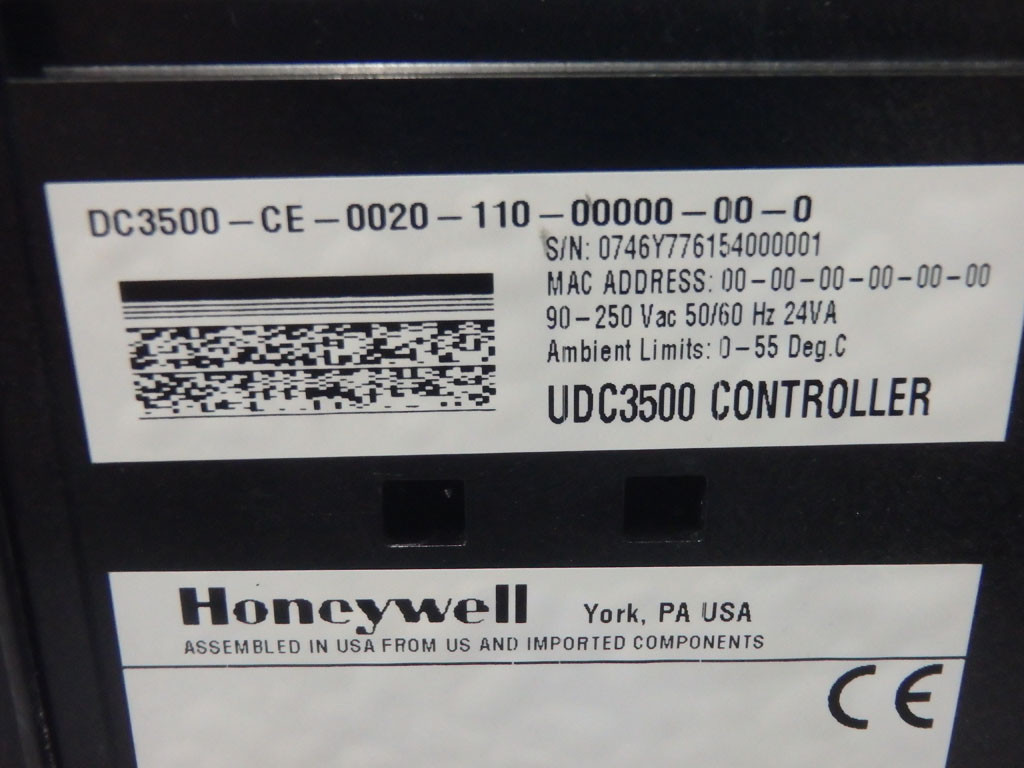 DC3500-CE-0020-110-00000-00-0
S/N: 0746Y776154000001
MAC ADDRESS: 00-00-00-00-00-00
90-250 Vac 50/60 Hz 24VA
Ambient Limits: 0-55 Deg.C
UDC3500 CONTROLLER
Honeywell York, PA USA
ASSEMBLED IN USA FROM US AND IMPORTED COMPONENTS
CE